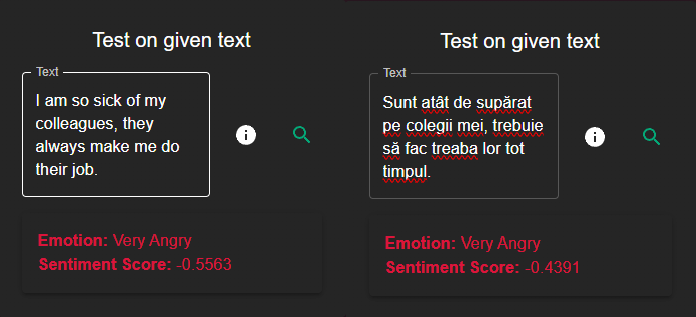 Test on given text
Text
I am so sick of my
colleagues, they
always make me do
their job.
Emotion: Very Angry
Sentiment Score: -0.5563
Test on given text
Text
Sunt atât de supărat
pe colegii mei, trebuie
să fac treaba lor tot
timpul.
Emotion: Very Angry
Sentiment Score: -0.4391